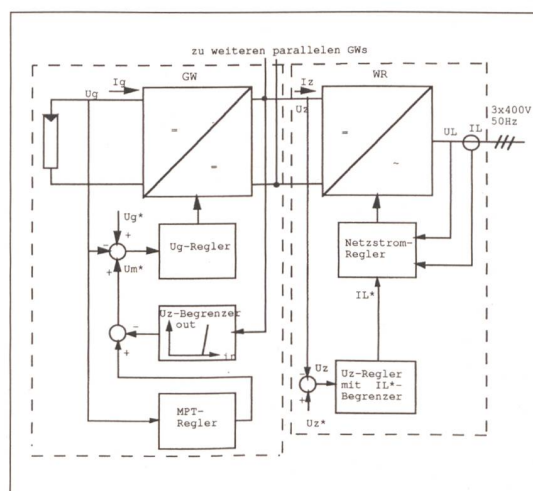 zu weiteren parallelen GWs
Ug
Ig
GW
Iz
Uz
WR
3x400V
50Hz
UL
IL
=
-
=
=
=
~
Ug*
+
-
+
Um*
Ug-Regler
Netzstrom-
Regler
IL*
Uz-Begrenzer
out
in
-
+
MPT-
Regler
-
+
Uz
Uz*
Uz-Regler
mit IL*-
Begrenzer